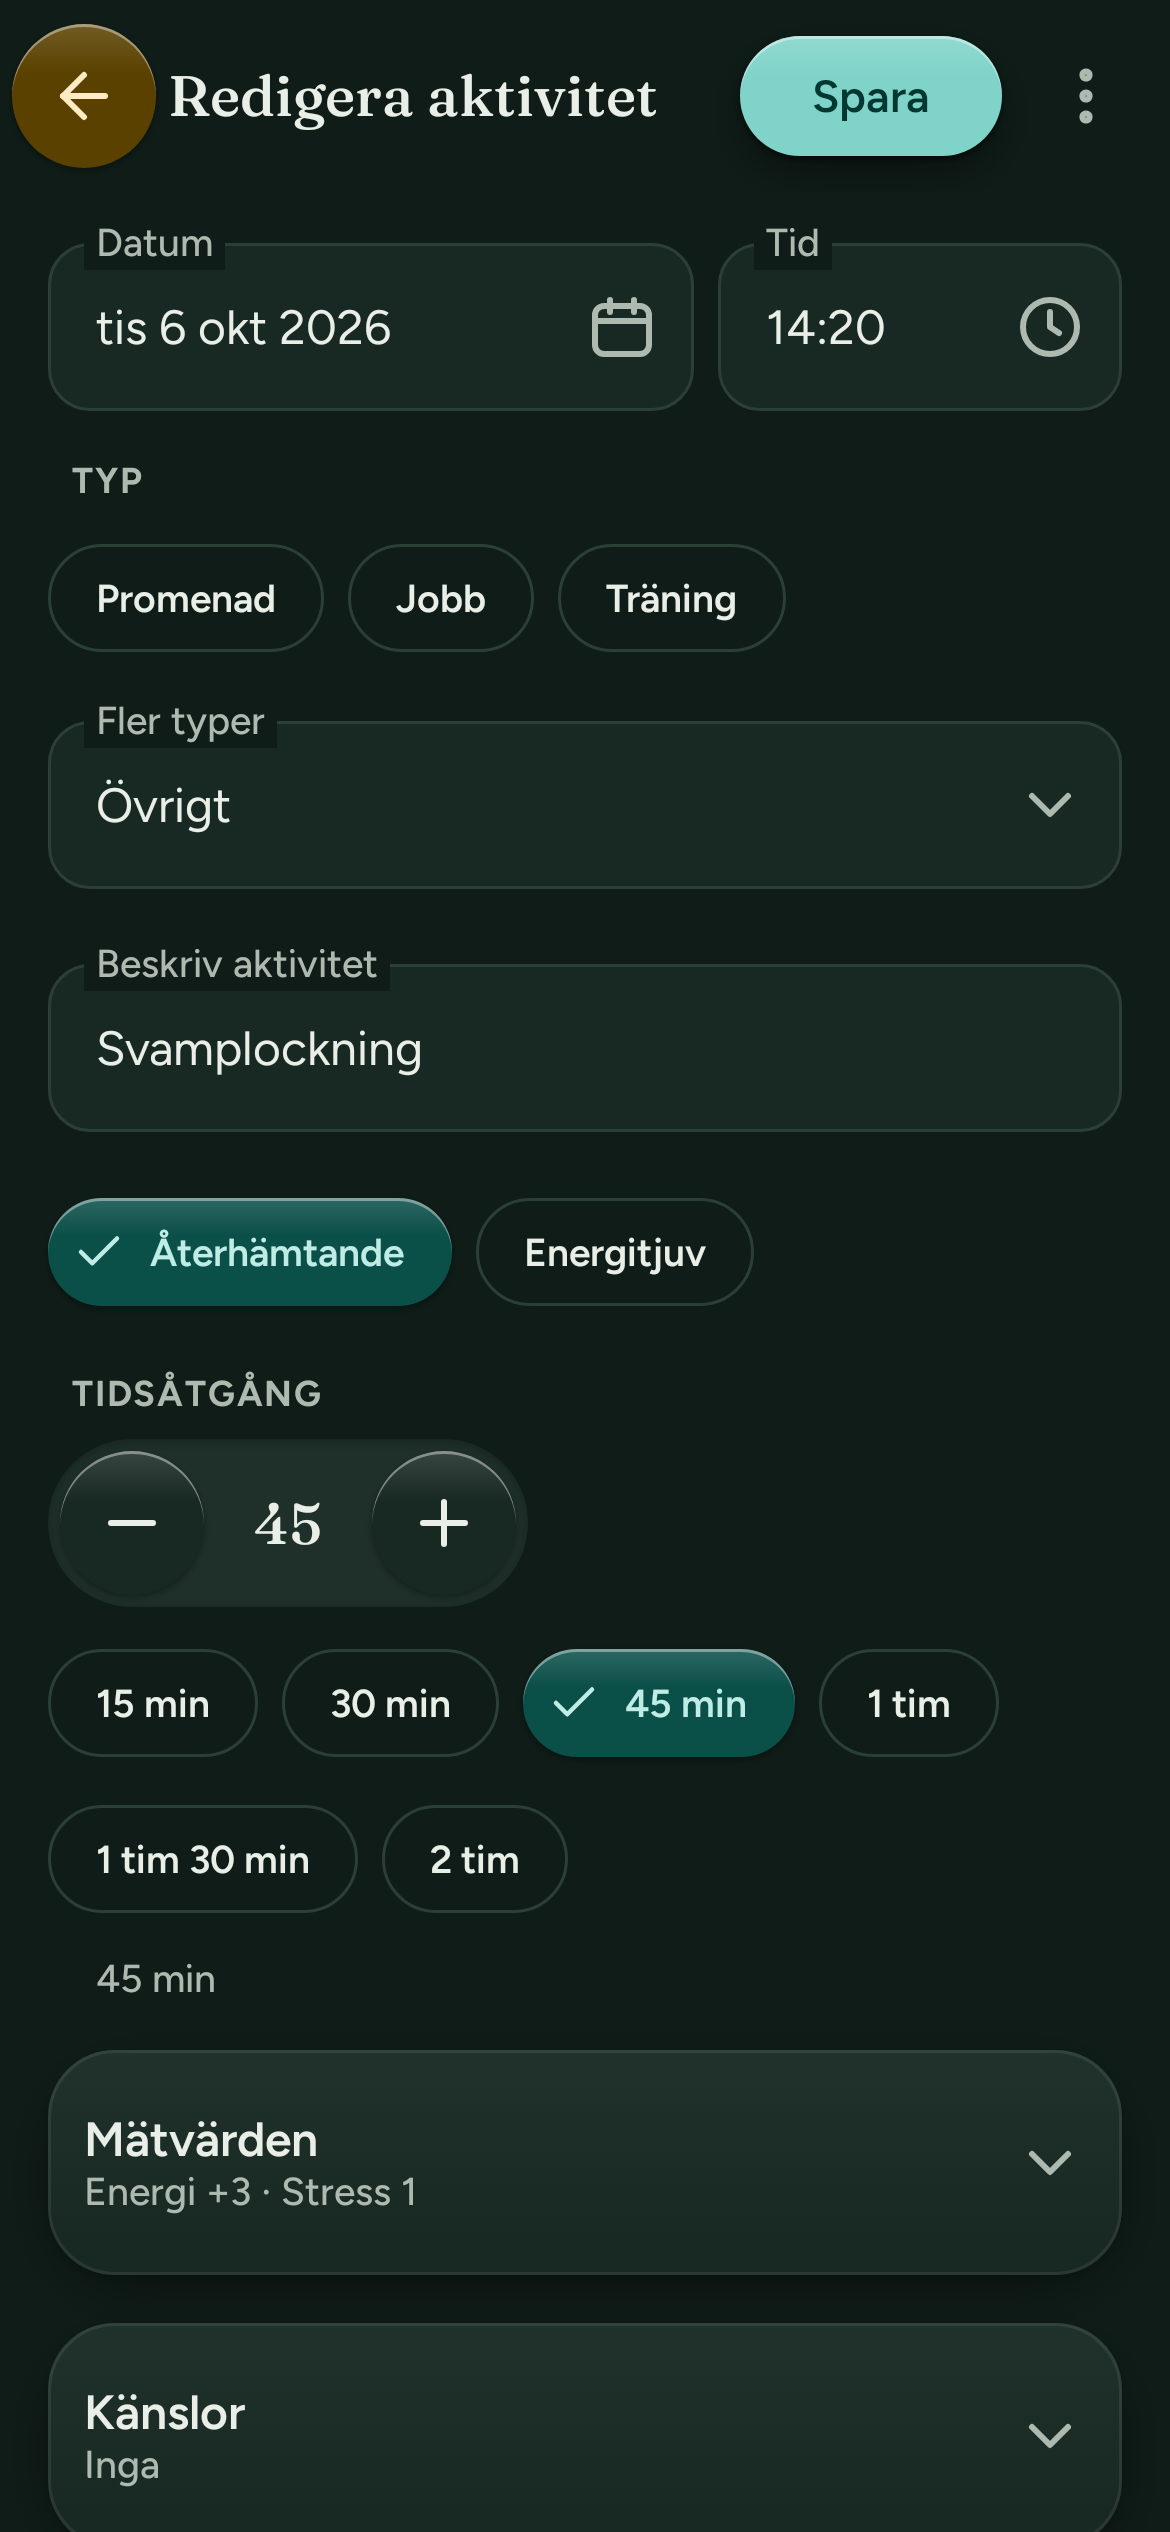 Redigera aktivitet
Spara
Datum
Tid
tis 6 okt 2026
14:20
TYP
Promenad
Jobb
Träning
Fler typer
Övrigt
Beskriv aktivitet
Svamplockning
Återhämtande
Energitjuv
TIDSÅTGÅNG
45
15 min
30 min
45 min
1 tim
1 tim 30 min
2 tim
45 min
Mätvärden
Energi +3 · Stress 1
Känslor
Inga